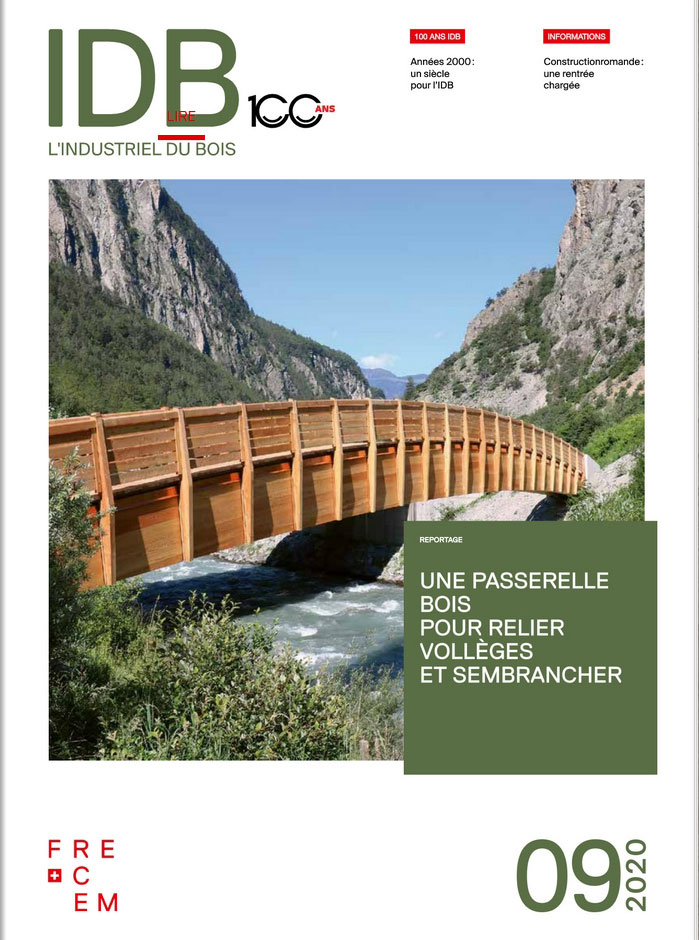 IDB
LIRE
100 ANS
L'INDUSTRIEL DU BOIS
100 ANS IDB
Années 2000:
un siècle
pour l'IDB
INFORMATIONS
Constructionromande:
une rentrée
chargée
REPORTAGE
UNE PASSERELLE
BOIS
POUR RELIER
VOLLÈGES
ET SEMBRANCHER
FRE
C
EM
09
2020